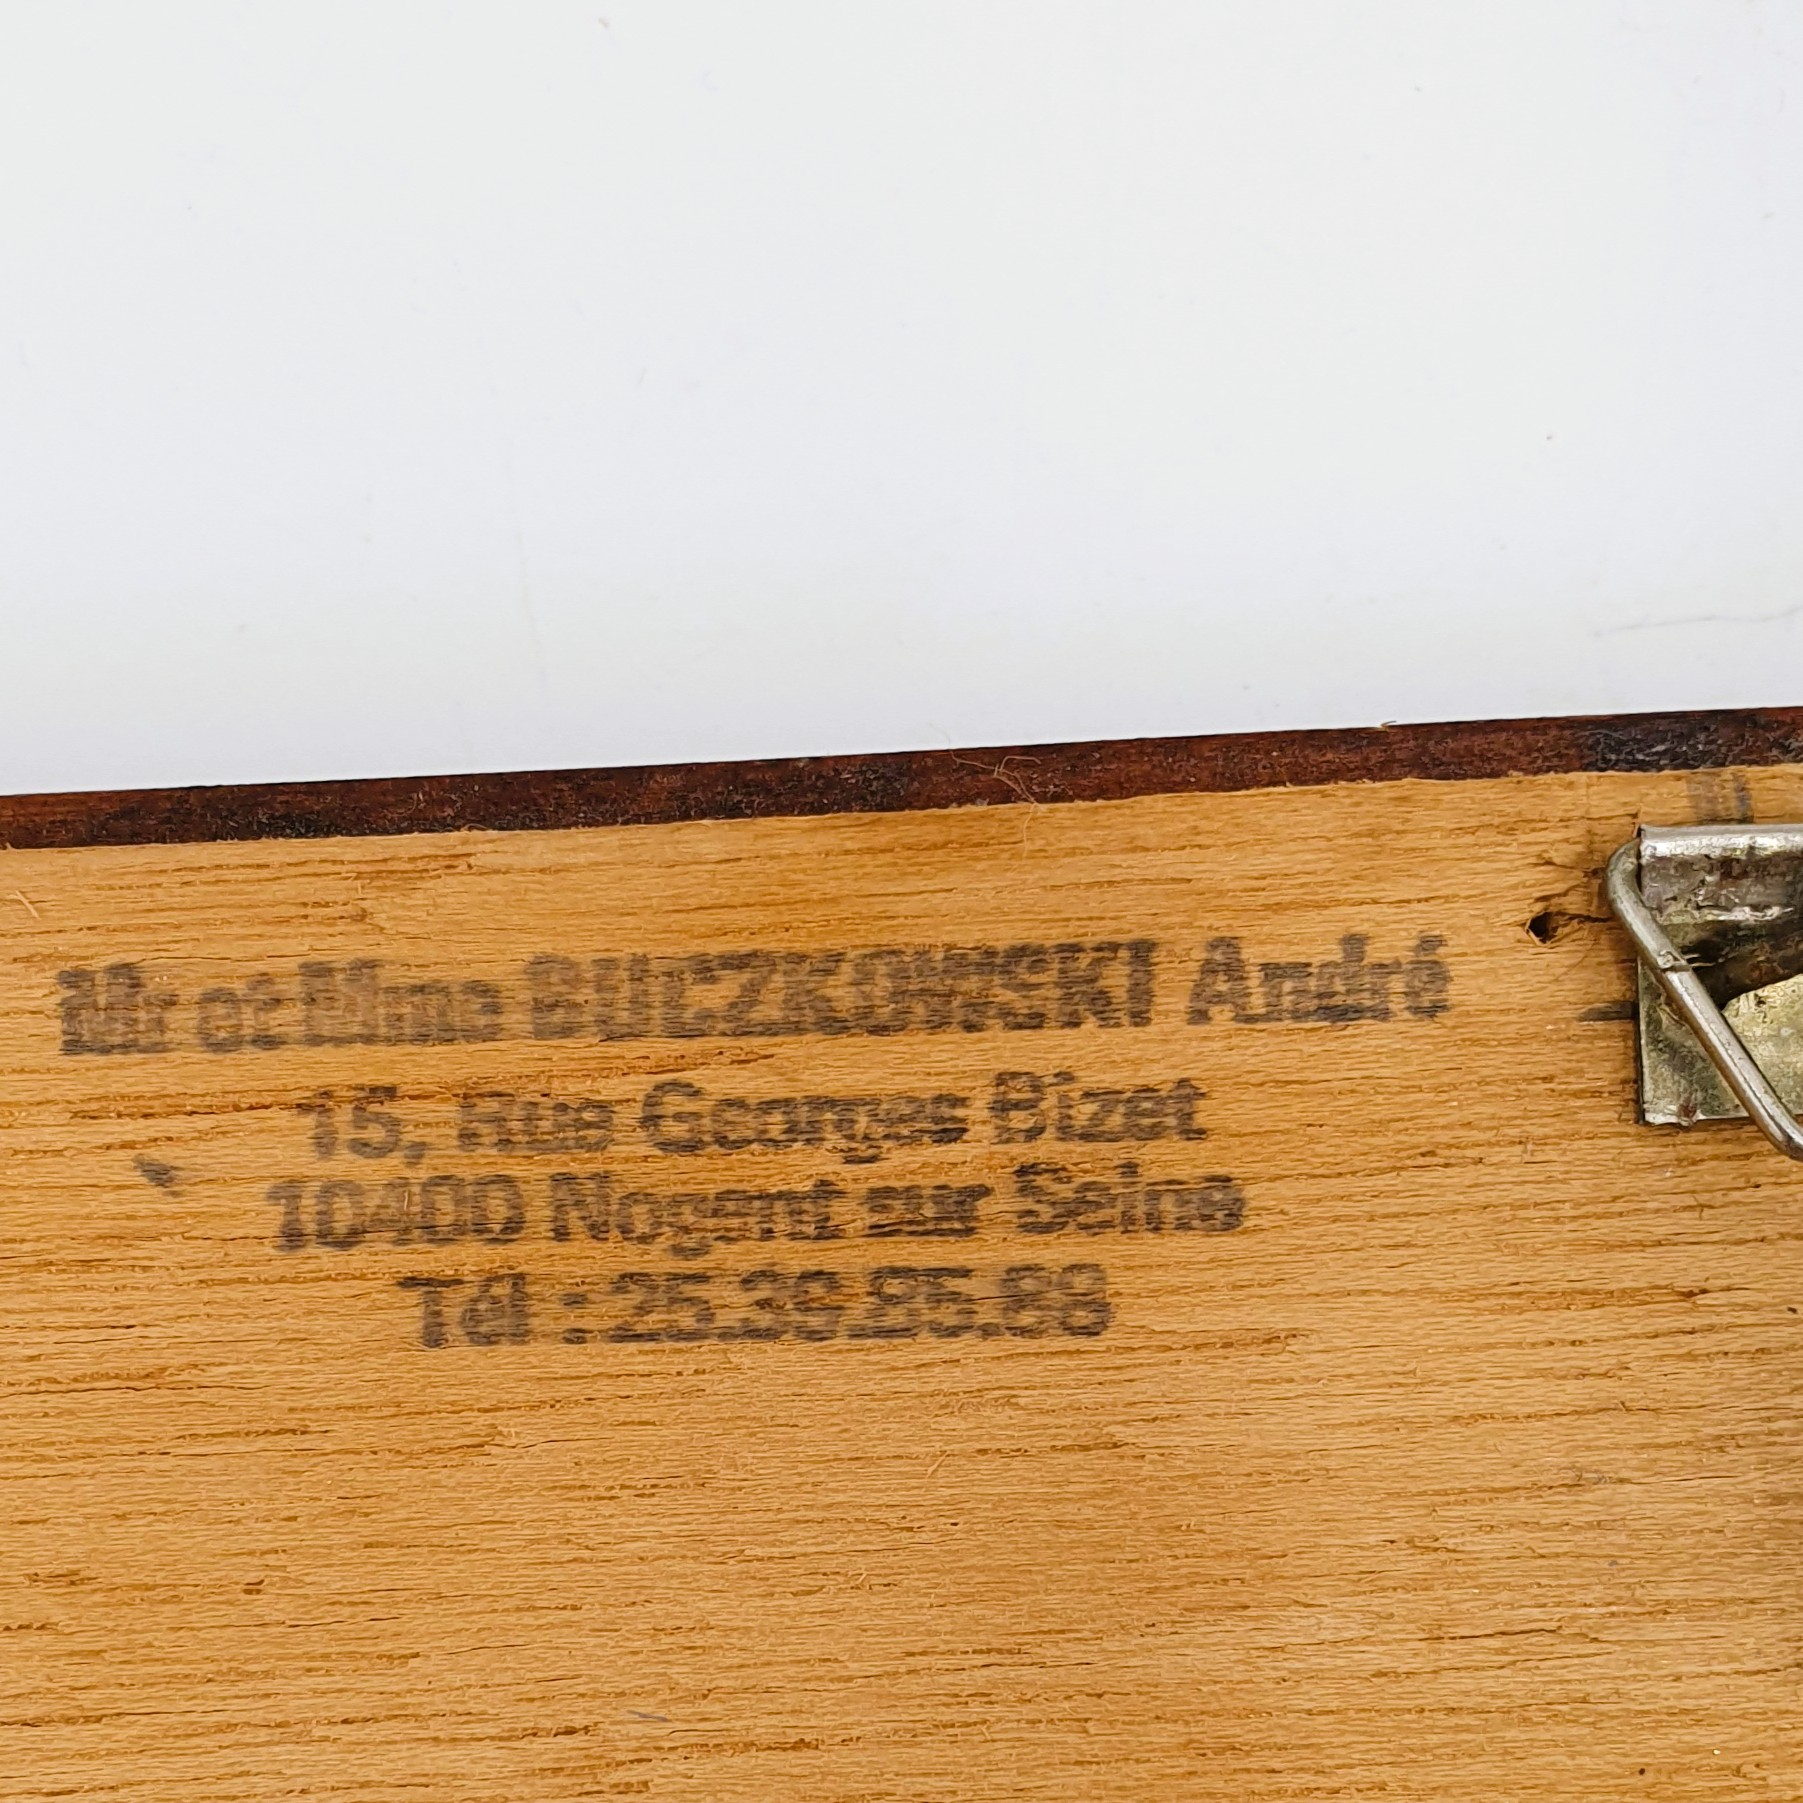 Mr et Mme BUCZKOWSKI André
15, Rue Georges Bizet
10400 Nogent sur Seine
Tél : 25.39.85.88